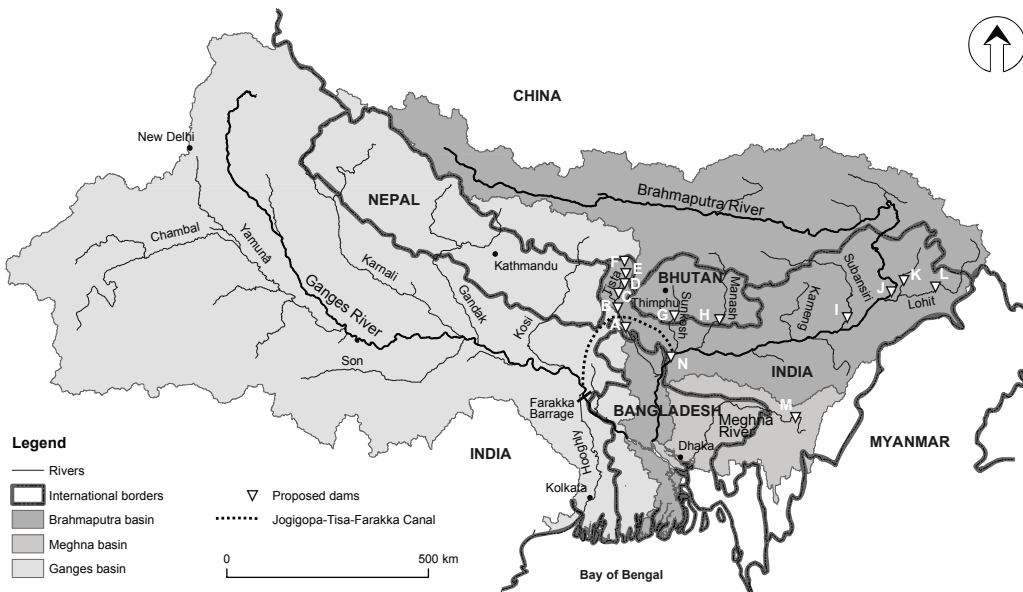 CHINA
New Delhi
NEPAL
Brahmaputra River
Chambal
Yamuna
Karnali
Kathmandu
Ganges River
Gandak
Kosi
Son
F
E
D
C
B
A
Tista
BHUTAN
Thimphu
Sunkosh
G
Manash
H
Kameng
Subansiri
I
J
K
L
Lohit
N
INDIA
M
Farakka
Barrage
BANGLADESH
Meghna
River
Dhaka
MYANMAR
Hooghly
INDIA
Kolkata
Bay of Bengal
Legend
Rivers
International borders
Brahmaputra basin
Meghna basin
Ganges basin
Proposed dams
Jogigopa-Tisa-Farakka Canal
0
500 km